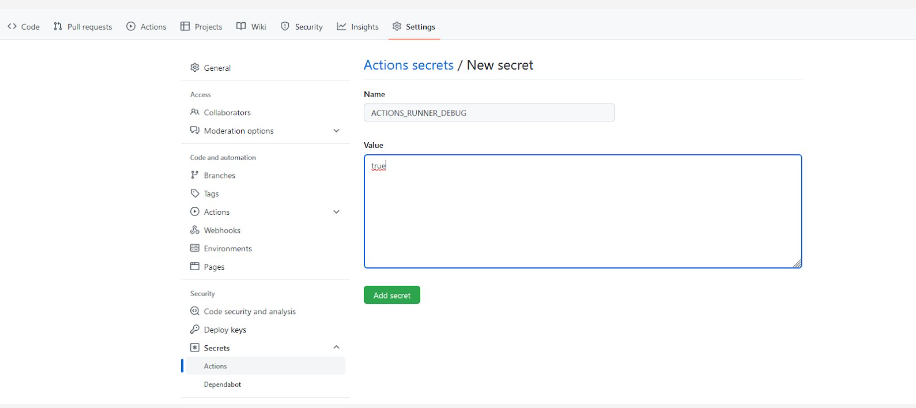 Code Pull requests Actions Projects Wiki Security Insights Settings
General
Access
Collaborators
Moderation options
Code and automation
Branches
Tags
Actions
Webhooks
Environments
Pages
Security
Code security and analysis
Deploy keys
Secrets
Actions
Dependabot
Actions secrets / New secret
Name
ACTIONS_RUNNER_DEBUG
Value
true
Add secret